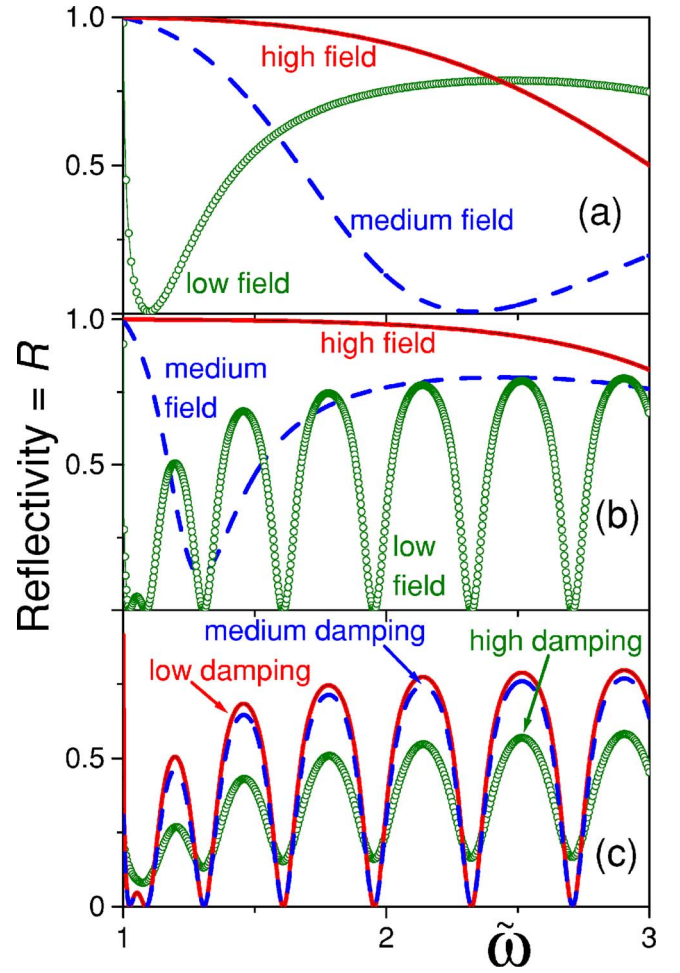 1.0
high field
0.5
medium field
(a)
low field
1.0
high field
medium
field
0.5
low
field
(b)
Reflectivity = R
medium damping
high damping
low damping
0.5
(c)
0
1
2
ω̃
3